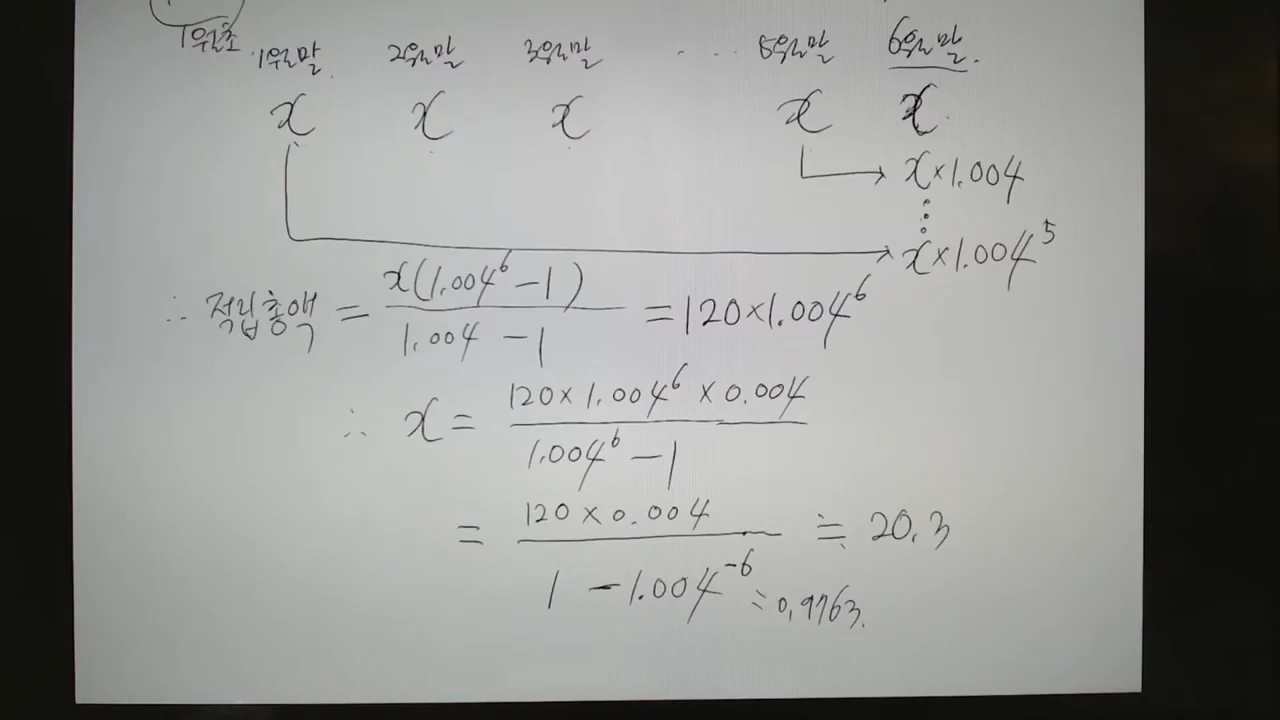 1월초 1월말 2월말 3월말 ... 5월말 6월말.
x x x x x.
x×1.004
⋮
x×1.004^5
∴ 적립총액 = x(1.004^6 - 1) / 1.004 - 1 = 120×1.004^6
∴ x = 120×1.004^6×0.004 / 1.004^6 - 1
= 120×0.004 / 1 - 1.004^-6 ≒ 20.3
≒ 0.9763.